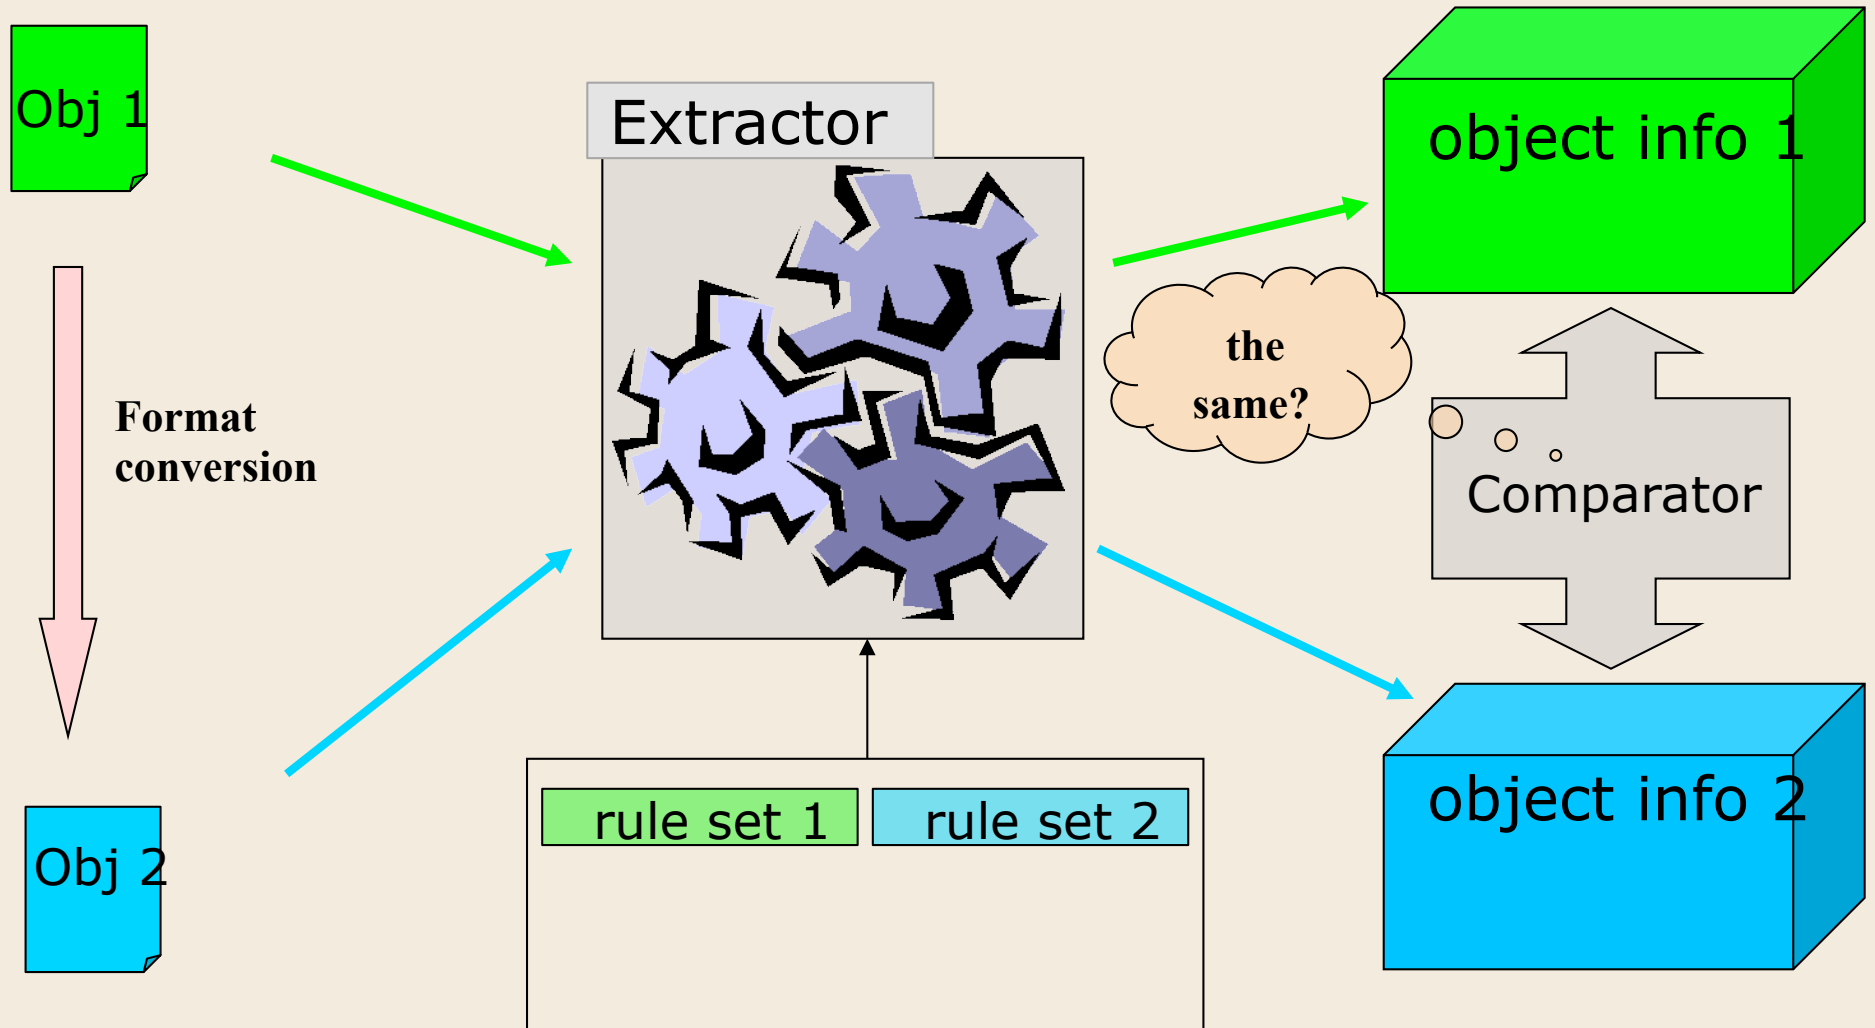 Obj 1
Extractor
object info 1
the
same?
Format
conversion
Comparator
rule set 1
rule set 2
object info 2
Obj 2